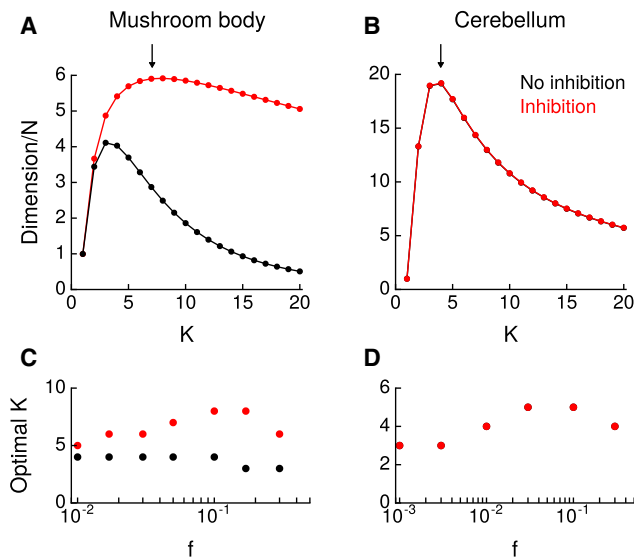 A
Mushroom body
B
Cerebellum
Dimension/N
6
5
4
3
2
1
0
0
5
10
15
20
K
20
15
10
5
0
0
5
10
15
20
K
No inhibition
Inhibition
C
Optimal K
10
5
0
10⁻²
10⁻¹
f
D
6
4
2
0
10⁻³
10⁻²
10⁻¹
f